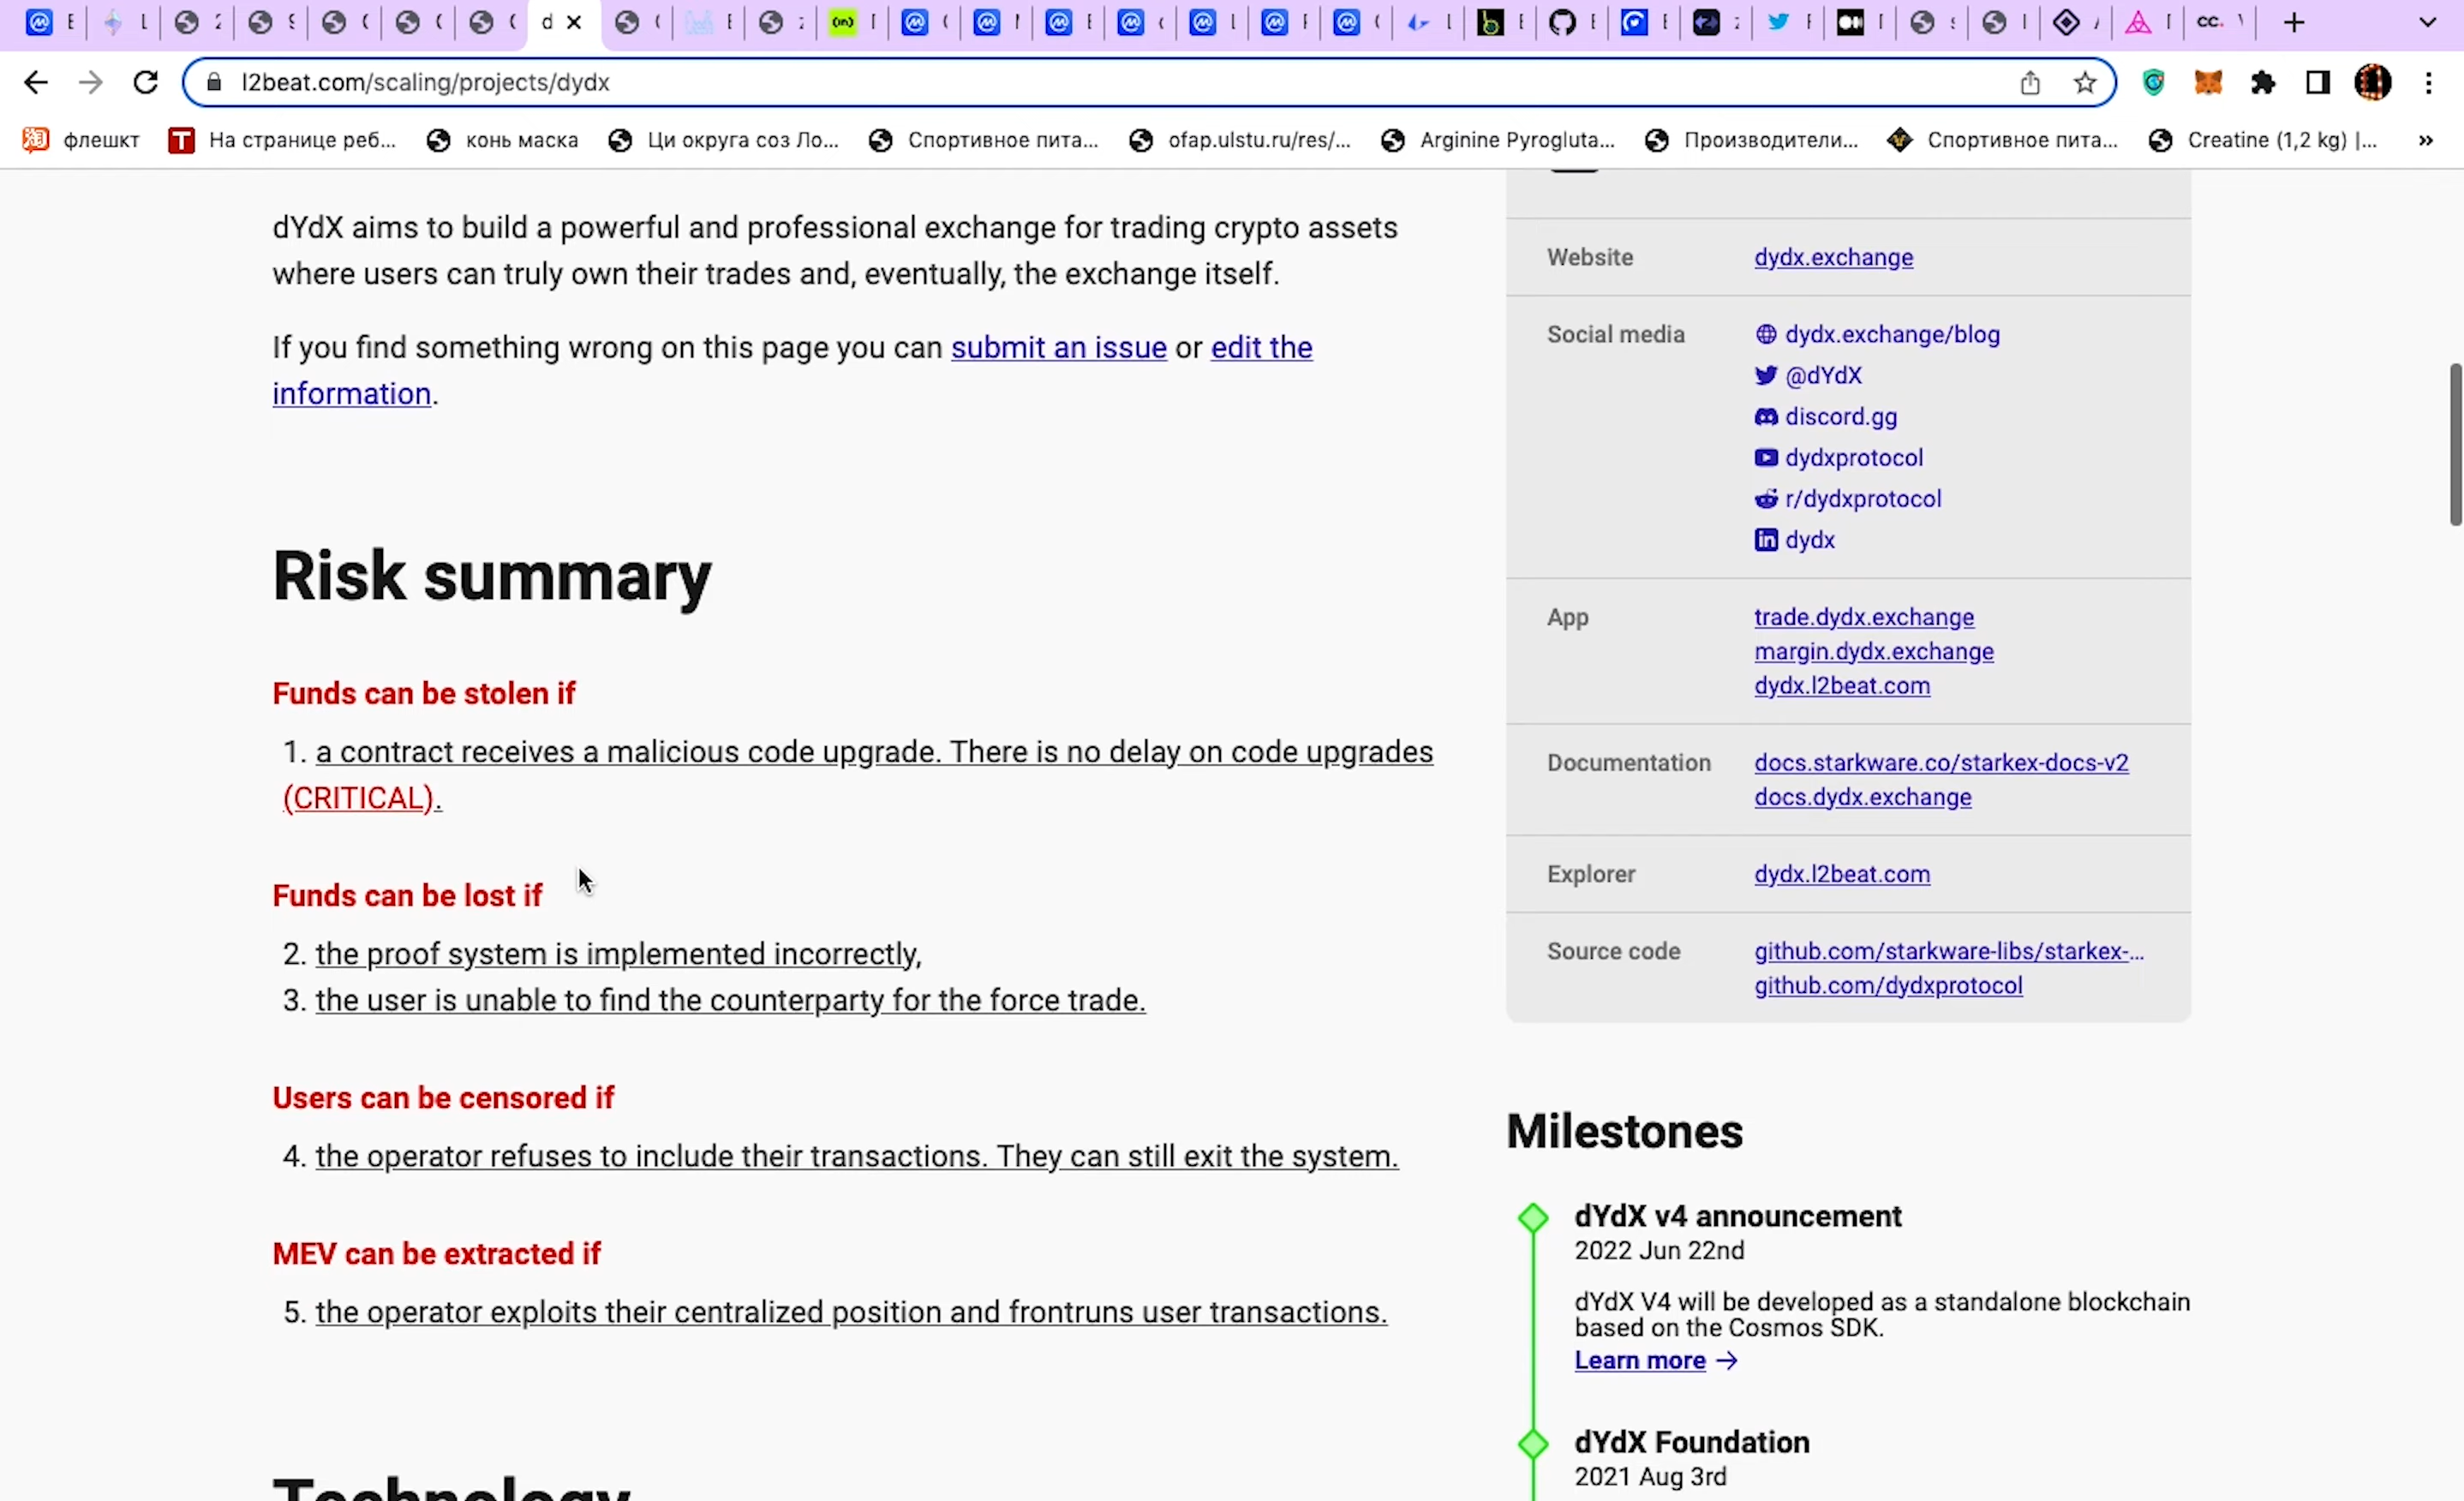 l2beat.com/scaling/projects/dydx
флешкт
На странице реб...
конь маска
Ци округа соз Ло...
Спортивное пита...
ofap.ulstu.ru/res/...
Arginine Pyrogluta...
Производители...
Спортивное пита...
Creatine (1,2 kg) |...
dYdX aims to build a powerful and professional exchange for trading crypto assets
where users can truly own their trades and, eventually, the exchange itself.
If you find something wrong on this page you can submit an issue or edit the
information.
Risk summary
Funds can be stolen if
1. a contract receives a malicious code upgrade. There is no delay on code upgrades
(CRITICAL).
Funds can be lost if
2. the proof system is implemented incorrectly,
3. the user is unable to find the counterparty for the force trade.
Users can be censored if
4. the operator refuses to include their transactions. They can still exit the system.
MEV can be extracted if
5. the operator exploits their centralized position and frontruns user transactions.
Technology
Website
dydx.exchange
Social media
dydx.exchange/blog
@dYdX
discord.gg
dydxprotocol
r/dydxprotocol
dydx
App
trade.dydx.exchange
margin.dydx.exchange
dydx.l2beat.com
Documentation
docs.starkware.co/starkex-docs-v2
docs.dydx.exchange
Explorer
dydx.l2beat.com
Source code
github.com/starkware-libs/starkex-...
github.com/dydxprotocol
Milestones
dYdX v4 announcement
2022 Jun 22nd
dYdX V4 will be developed as a standalone blockchain
based on the Cosmos SDK.
Learn more →
dYdX Foundation
2021 Aug 3rd